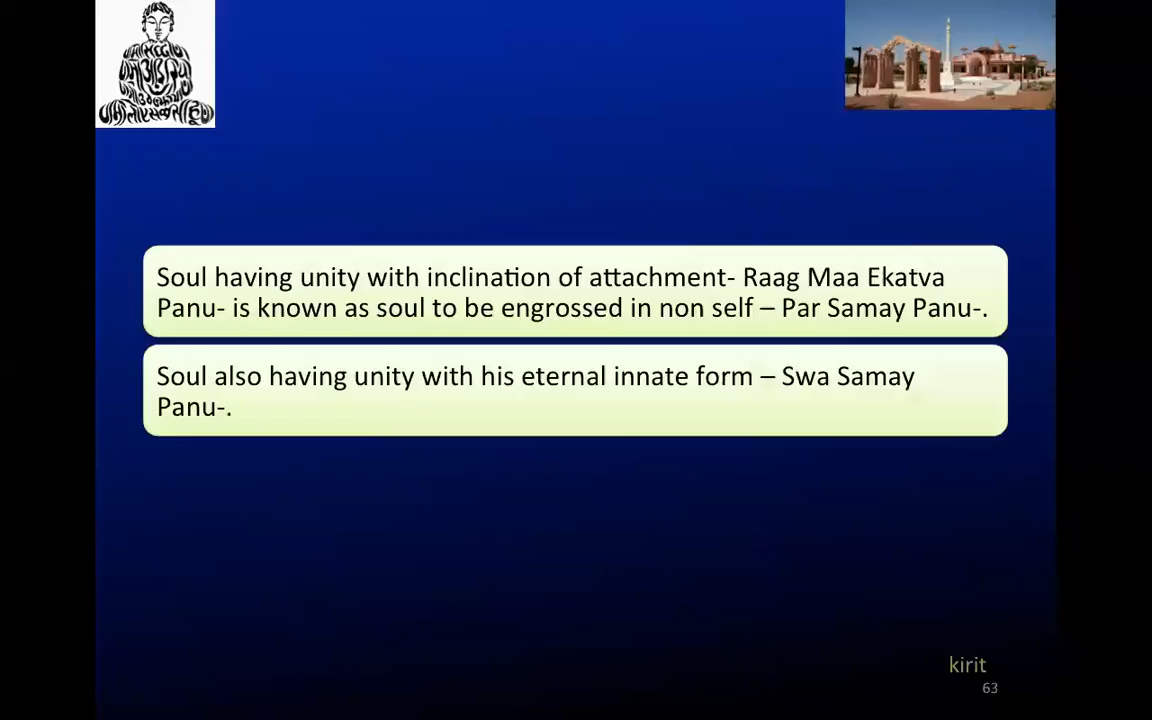 Soul having unity with inclination of attachment- Raag Maa Ekatva
Panu- is known as soul to be engrossed in non self – Par Samay Panu-.
Soul also having unity with his eternal innate form – Swa Samay
Panu-.
kirit
63